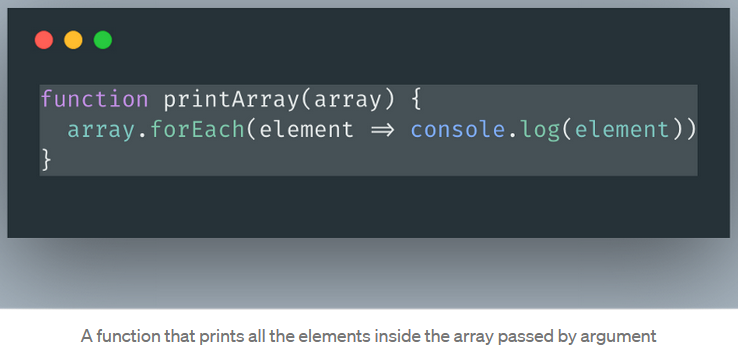 function printArray(array) {
  array.forEach(element => console.log(element))
}
A function that prints all the elements inside the array passed by argument